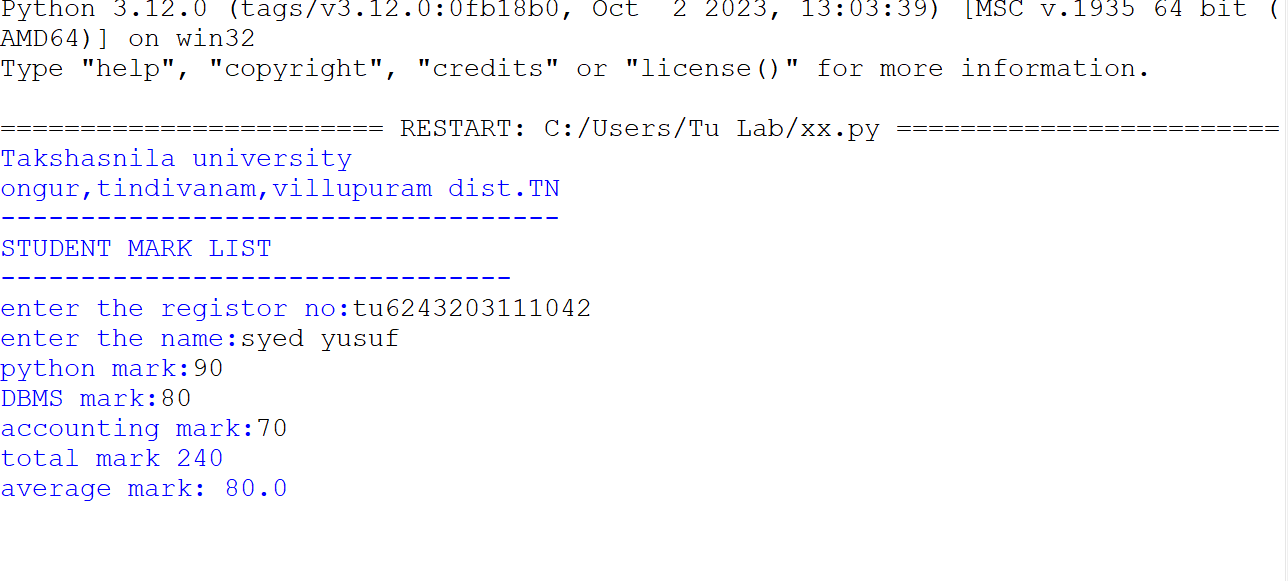 Python 3.12.0 (tags/v3.12.0:0fb18b0, Oct  2 2023, 13:03:39) [MSC v.1935 64 bit (
AMD64)] on win32
Type "help", "copyright", "credits" or "license()" for more information.
======================== RESTART: C:/Users/Tu Lab/xx.py ========================
Takshasnila university
ongur,tindivanam,villupuram dist.TN
-----------------------------------
STUDENT MARK LIST
--------------------------------
enter the registor no:tu6243203111042
enter the name:syed yusuf
python mark:90
DBMS mark:80
accounting mark:70
total mark 240
average mark: 80.0